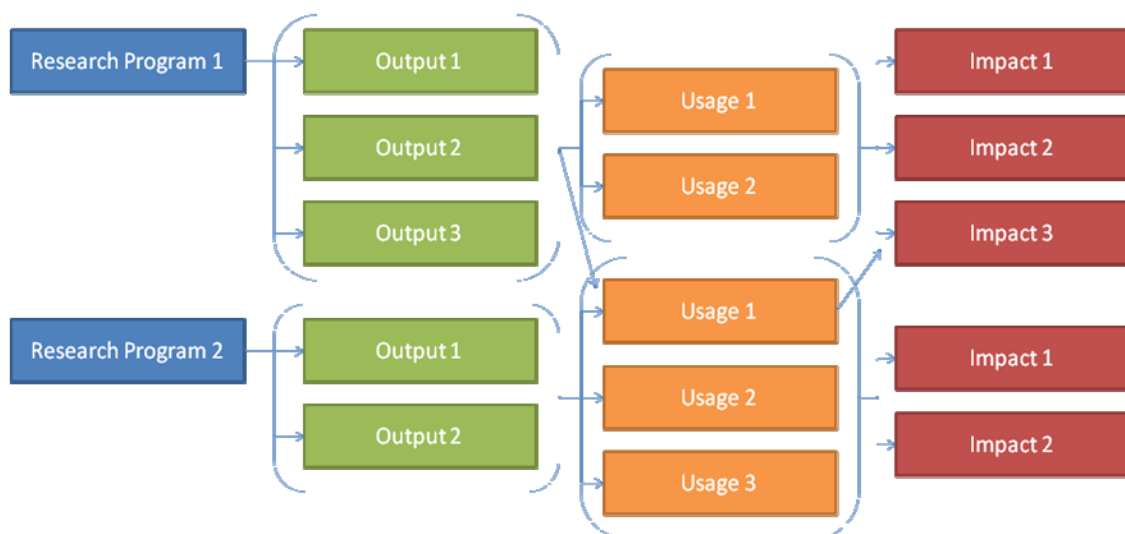 Research Program 1
Output 1
Output 2
Output 3
Usage 1
Usage 2
Impact 1
Impact 2
Impact 3
Research Program 2
Output 1
Output 2
Usage 1
Usage 2
Usage 3
Impact 1
Impact 2